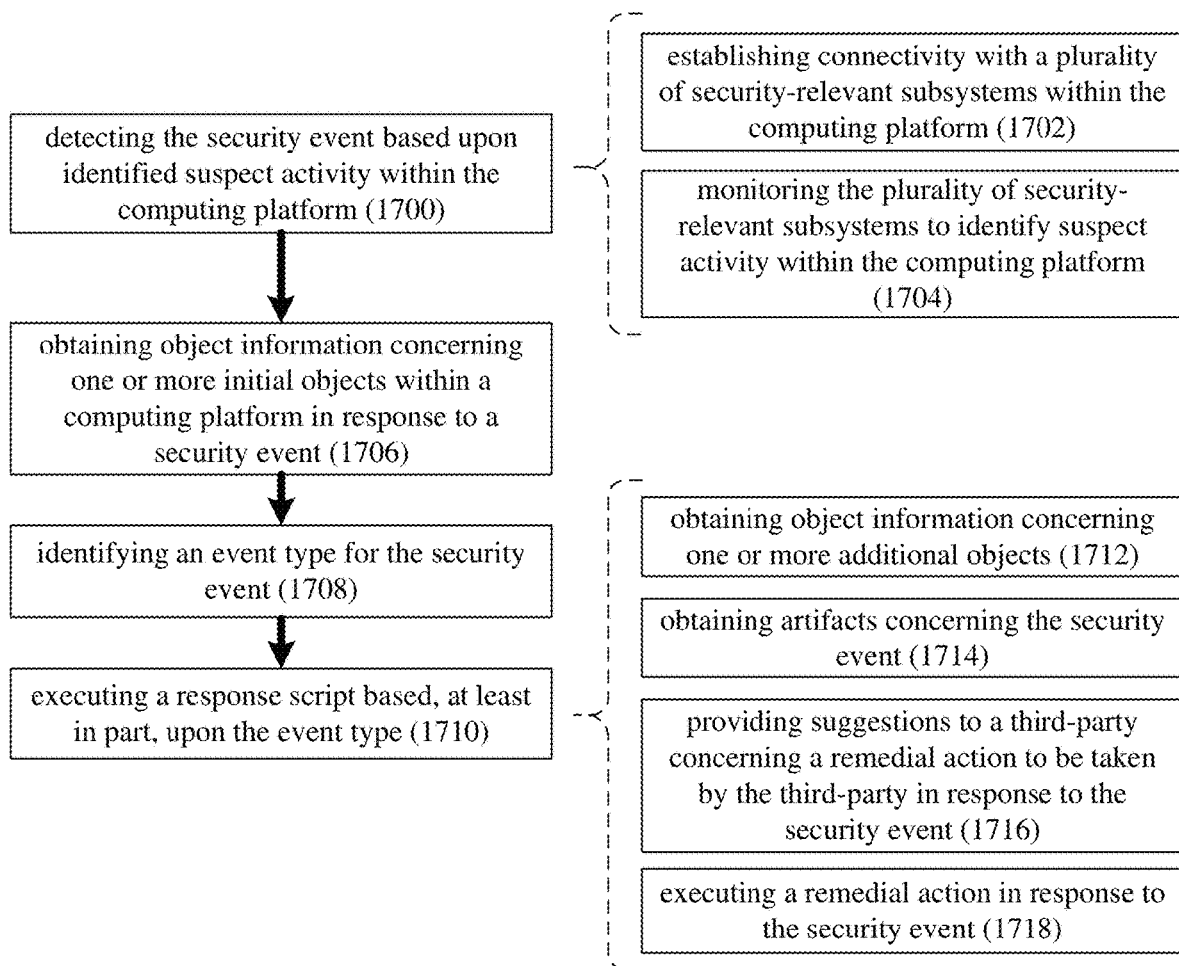 detecting the security event based upon
identified suspect activity within the
computing platform (1700)
establishing connectivity with a plurality
of security-relevant subsystems within the
computing platform (1702)
monitoring the plurality of security-
relevant subsystems to identify suspect
activity within the computing platform
(1704)
obtaining object information concerning
one or more initial objects within a
computing platform in response to a
security event (1706)
identifying an event type for the security
event (1708)
executing a response script based, at least
in part, upon the event type (1710)
obtaining object information concerning
one or more additional objects (1712)
obtaining artifacts concerning the security
event (1714)
providing suggestions to a third-party
concerning a remedial action to be taken
by the third-party in response to the
security event (1716)
executing a remedial action in response to
the security event (1718)